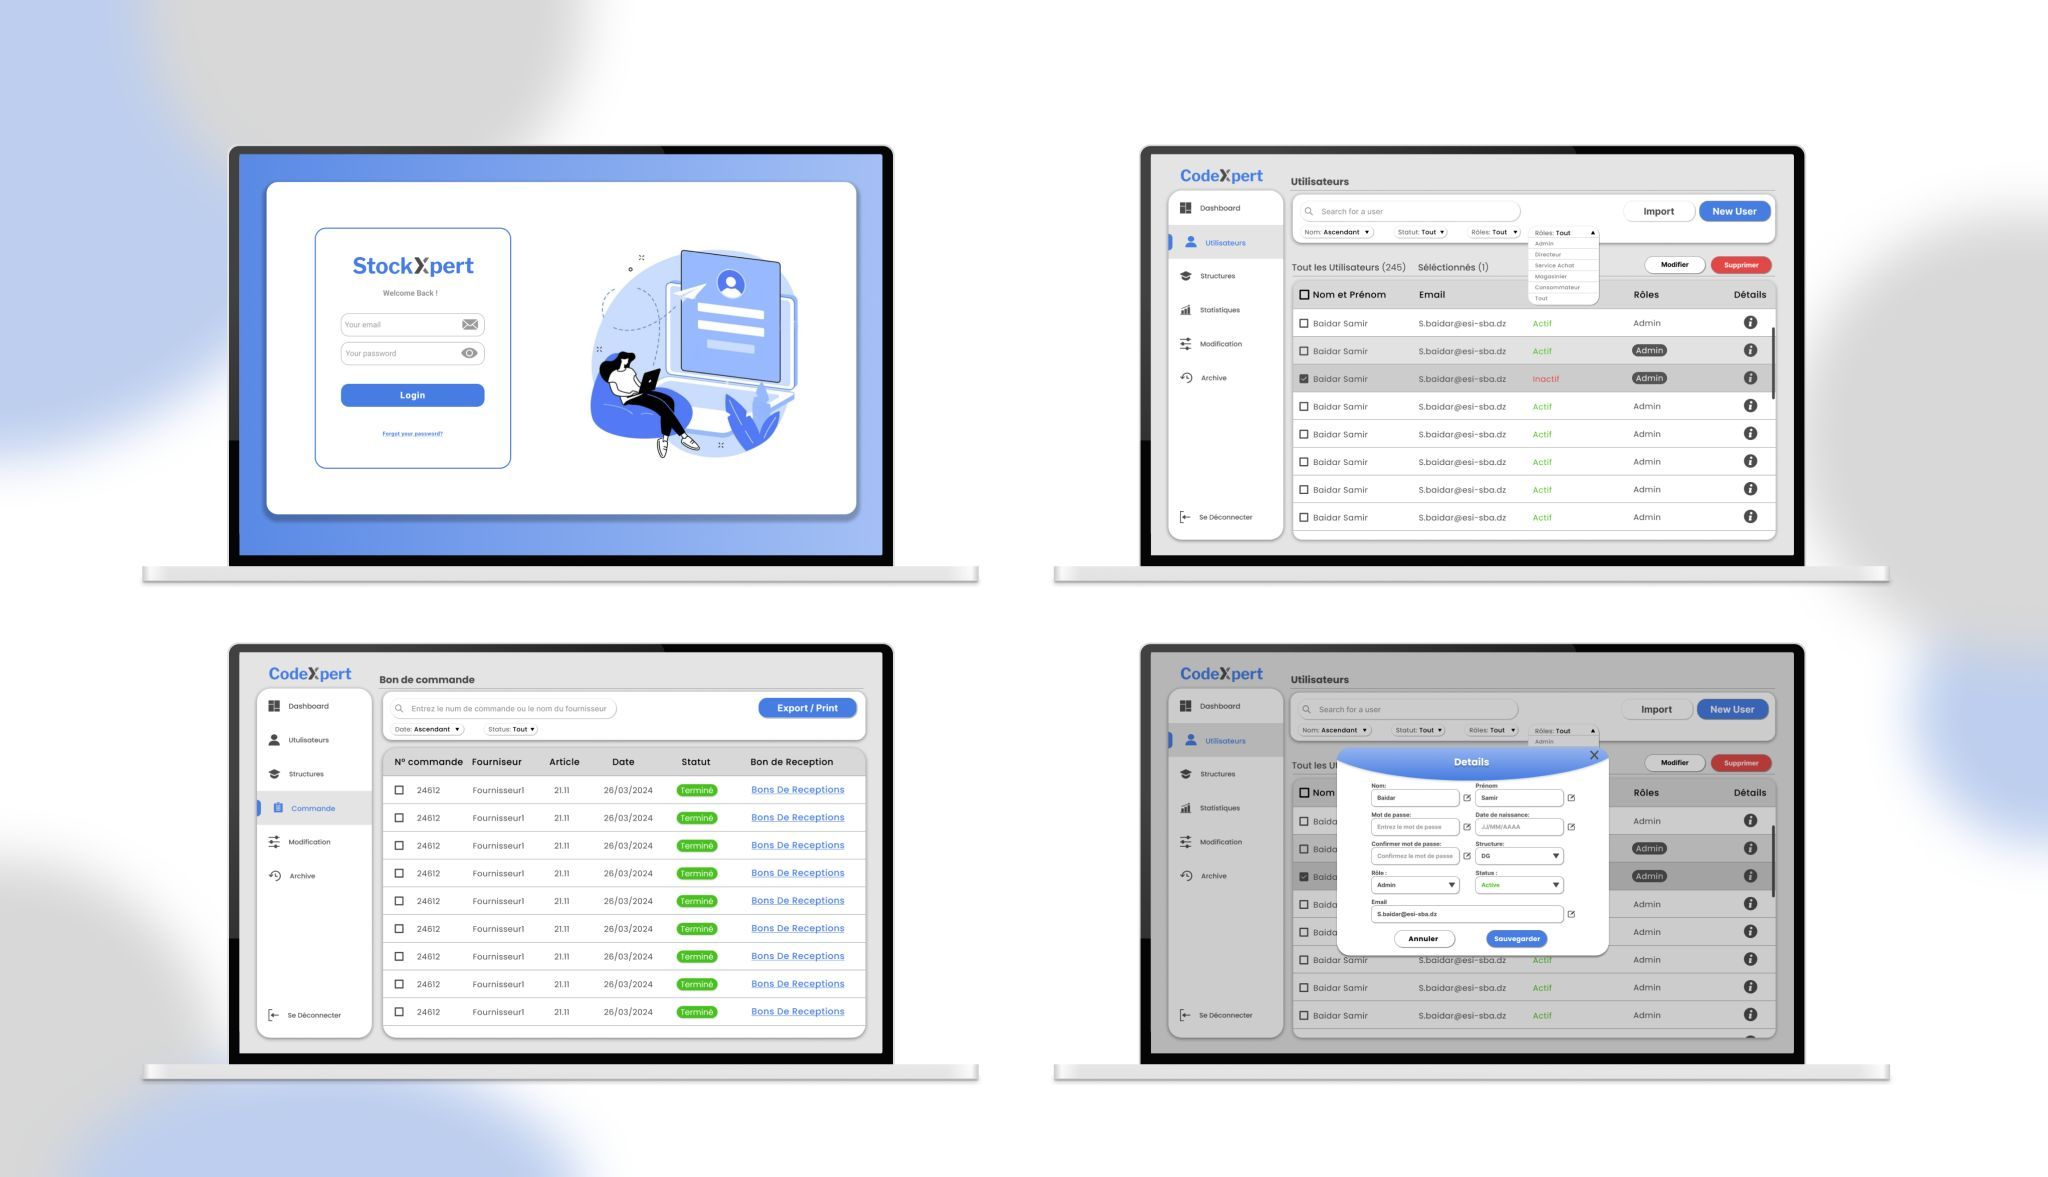 StockXpert
Welcome Back !
Your email
Your password
Login
Forgot your password?
CodeXpert
Dashboard
Utilisateurs
Structures
Statistiques
Modification
Archive
Se Déconnecter
Utilisateurs
Search for a user
Import
New User
Nom: Ascendant
Statut: Tout
Rôles: Tout
Rôles: Tout
Admin
Directeur
Service Achat
Magasinier
Consommateur
Tout
Tout les Utilisateurs (245)
Séléctionnés (1)
Modifier
Supprimer
Nom et Prénom Email Rôles Détails
Baidar Samir S.baidar@esi-sba.dz Actif Admin
Baidar Samir S.baidar@esi-sba.dz Actif Admin
Baidar Samir S.baidar@esi-sba.dz Inactif Admin
Baidar Samir S.baidar@esi-sba.dz Actif Admin
Baidar Samir S.baidar@esi-sba.dz Actif Admin
Baidar Samir S.baidar@esi-sba.dz Actif Admin
Baidar Samir S.baidar@esi-sba.dz Actif Admin
Baidar Samir S.baidar@esi-sba.dz Actif Admin
CodeXpert
Dashboard
Utulisateurs
Structures
Commande
Modification
Archive
Se Déconnecter
Bon de commande
Entrez le num de commande ou le nom du fournisseur
Export / Print
Date: Ascendant
Status: Tout
N° commande Fourniseur Article Date Statut Bon de Reception
24612 Fournisseur1 21.11 26/03/2024 Terminé Bons De Receptions
24612 Fournisseur1 21.11 26/03/2024 Terminé Bons De Receptions
24612 Fournisseur1 21.11 26/03/2024 Terminé Bons De Receptions
24612 Fournisseur1 21.11 26/03/2024 Terminé Bons De Receptions
24612 Fournisseur1 21.11 26/03/2024 Terminé Bons De Receptions
24612 Fournisseur1 21.11 26/03/2024 Terminé Bons De Receptions
24612 Fournisseur1 21.11 26/03/2024 Terminé Bons De Receptions
24612 Fournisseur1 21.11 26/03/2024 Terminé Bons De Receptions
24612 Fournisseur1 21.11 26/03/2024 Terminé Bons De Receptions
CodeXpert
Dashboard
Utilisateurs
Structures
Statistiques
Modification
Archive
Se Déconnecter
Utilisateurs
Search for a user
Import
New User
Nom: Ascendant
Statut: Tout
Rôles: Tout
Rôles: Tout
Admin
Tout les Ut
Modifier
Supprimer
Nom Rôles Détails
Baida Admin
Baida Admin
Baida Admin
Baida Admin
Baida Admin
Baidar Samir S.baidar@esi-sba.dz Actif Admin
Baidar Samir S.baidar@esi-sba.dz Actif Admin
Baidar Samir S.baidar@esi-sba.dz Actif Admin
Details
X
Nom: Prénom
Baidar Samir
Mot de passe: Date de naissance:
Entrez le mot de passe JJ/MM/AAAA
Confirmer mot de passe: Structure:
Confirmez le mot de passe DG
Rôle : Status :
Admin Active
Email
S.baidar@esi-sba.dz
Annuler Sauvegarder